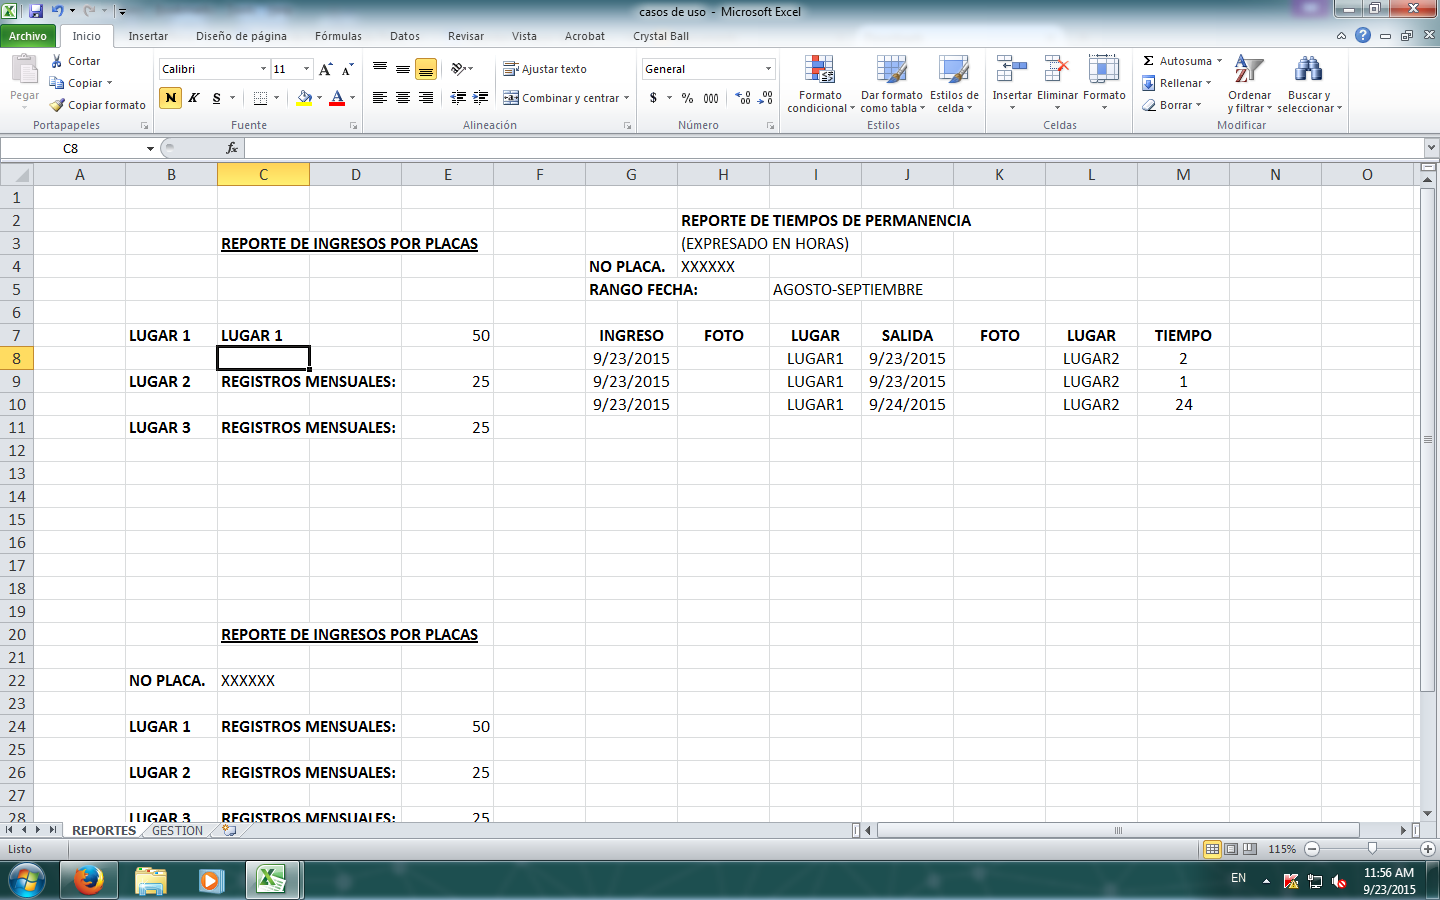 casos de uso - Microsoft Excel
Archivo Inicio Insertar Diseño de página Fórmulas Datos Revisar Vista Acrobat Crystal Ball
Pegar
Cortar
Copiar
Copiar formato
Portapapeles
Calibri 11
N K S
Fuente
Ajustar texto
Combinar y centrar
Alineación
General
$ % 000
Número
Formato condicional
Dar formato como tabla
Estilos de celda
Estilos
Insertar Eliminar Formato
Celdas
Σ Autosuma
Rellenar
Borrar
Ordenar y filtrar
Buscar y seleccionar
Modificar
C8 fx
A B C D E F G H I J K L M N O
1
2 REPORTE DE TIEMPOS DE PERMANENCIA
3 REPORTE DE INGRESOS POR PLACAS (EXPRESADO EN HORAS)
4 NO PLACA. XXXXXX
5 RANGO FECHA: AGOSTO-SEPTIEMBRE
6
7 LUGAR 1 LUGAR 1 50 INGRESO FOTO LUGAR SALIDA FOTO LUGAR TIEMPO
8 9/23/2015 LUGAR1 9/23/2015 LUGAR2 2
9 LUGAR 2 REGISTROS MENSUALES: 25 9/23/2015 LUGAR1 9/23/2015 LUGAR2 1
10 9/23/2015 LUGAR1 9/24/2015 LUGAR2 24
11 LUGAR 3 REGISTROS MENSUALES: 25
12
13
14
15
16
17
18
19
20 REPORTE DE INGRESOS POR PLACAS
21
22 NO PLACA. XXXXXX
23
24 LUGAR 1 REGISTROS MENSUALES: 50
25
26 LUGAR 2 REGISTROS MENSUALES: 25
27
28 LUGAR 3 REGISTROS MENSUALES: 25
REPORTES GESTION
Listo 115%
EN 11:56 AM
9/23/2015